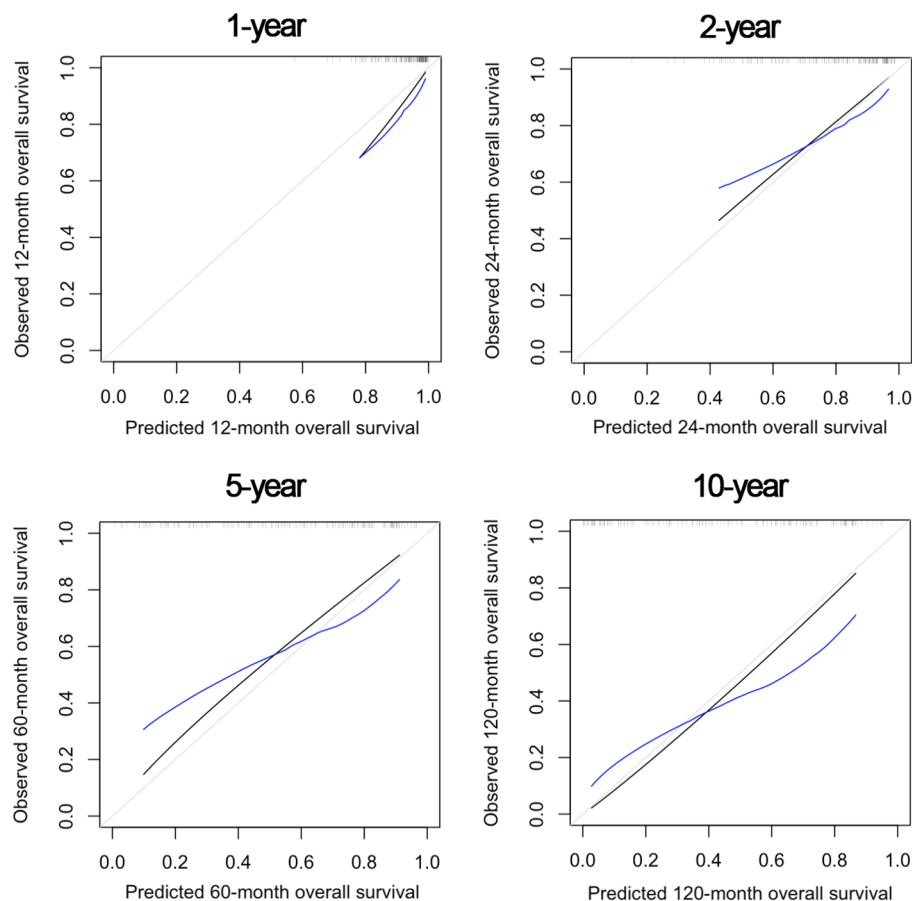 1-year
Observed 12-month overall survival
0.0 0.2 0.4 0.6 0.8 1.0
0.0 0.2 0.4 0.6 0.8 1.0
Predicted 12-month overall survival
2-year
Observed 24-month overall survival
0.0 0.2 0.4 0.6 0.8 1.0
0.0 0.2 0.4 0.6 0.8 1.0
Predicted 24-month overall survival
5-year
Observed 60-month overall survival
0.0 0.2 0.4 0.6 0.8 1.0
0.0 0.2 0.4 0.6 0.8 1.0
Predicted 60-month overall survival
10-year
Observed 120-month overall survival
0.0 0.2 0.4 0.6 0.8 1.0
0.0 0.2 0.4 0.6 0.8 1.0
Predicted 120-month overall survival